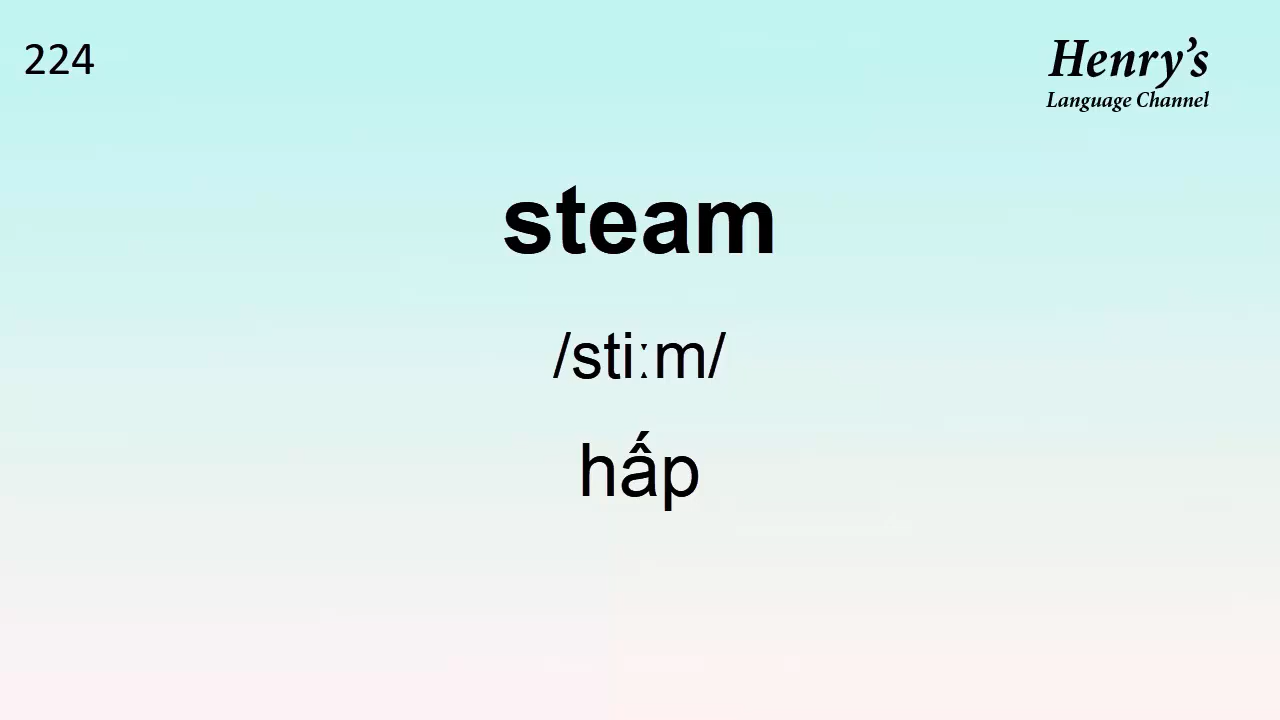 224
Henry’s
Language Channel
steam
/stiːm/
hấp